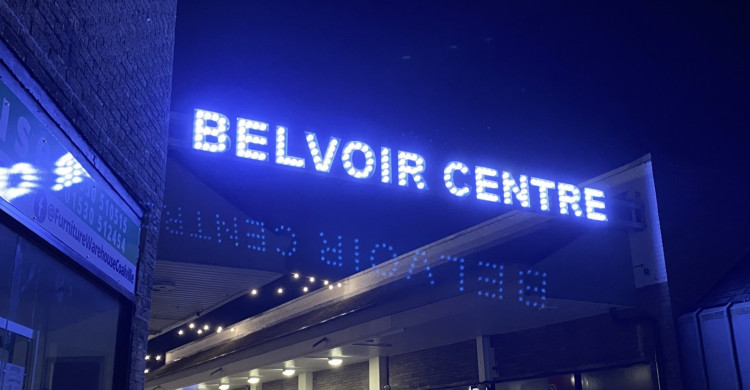 BELVOIR CENTRE
@FurnitureWarehouseCoalville